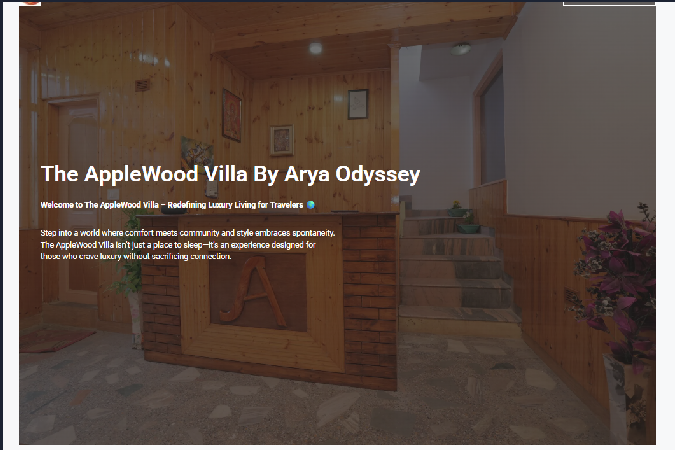 The AppleWood Villa By Arya Odyssey
Welcome to The AppleWood Villa – Redefining Luxury Living for Travelers 🌍
Step into a world where comfort meets community and style embraces spontaneity.
The AppleWood Villa isn't just a place to sleep—it's an experience designed for
those who crave luxury without sacrificing connection.
A